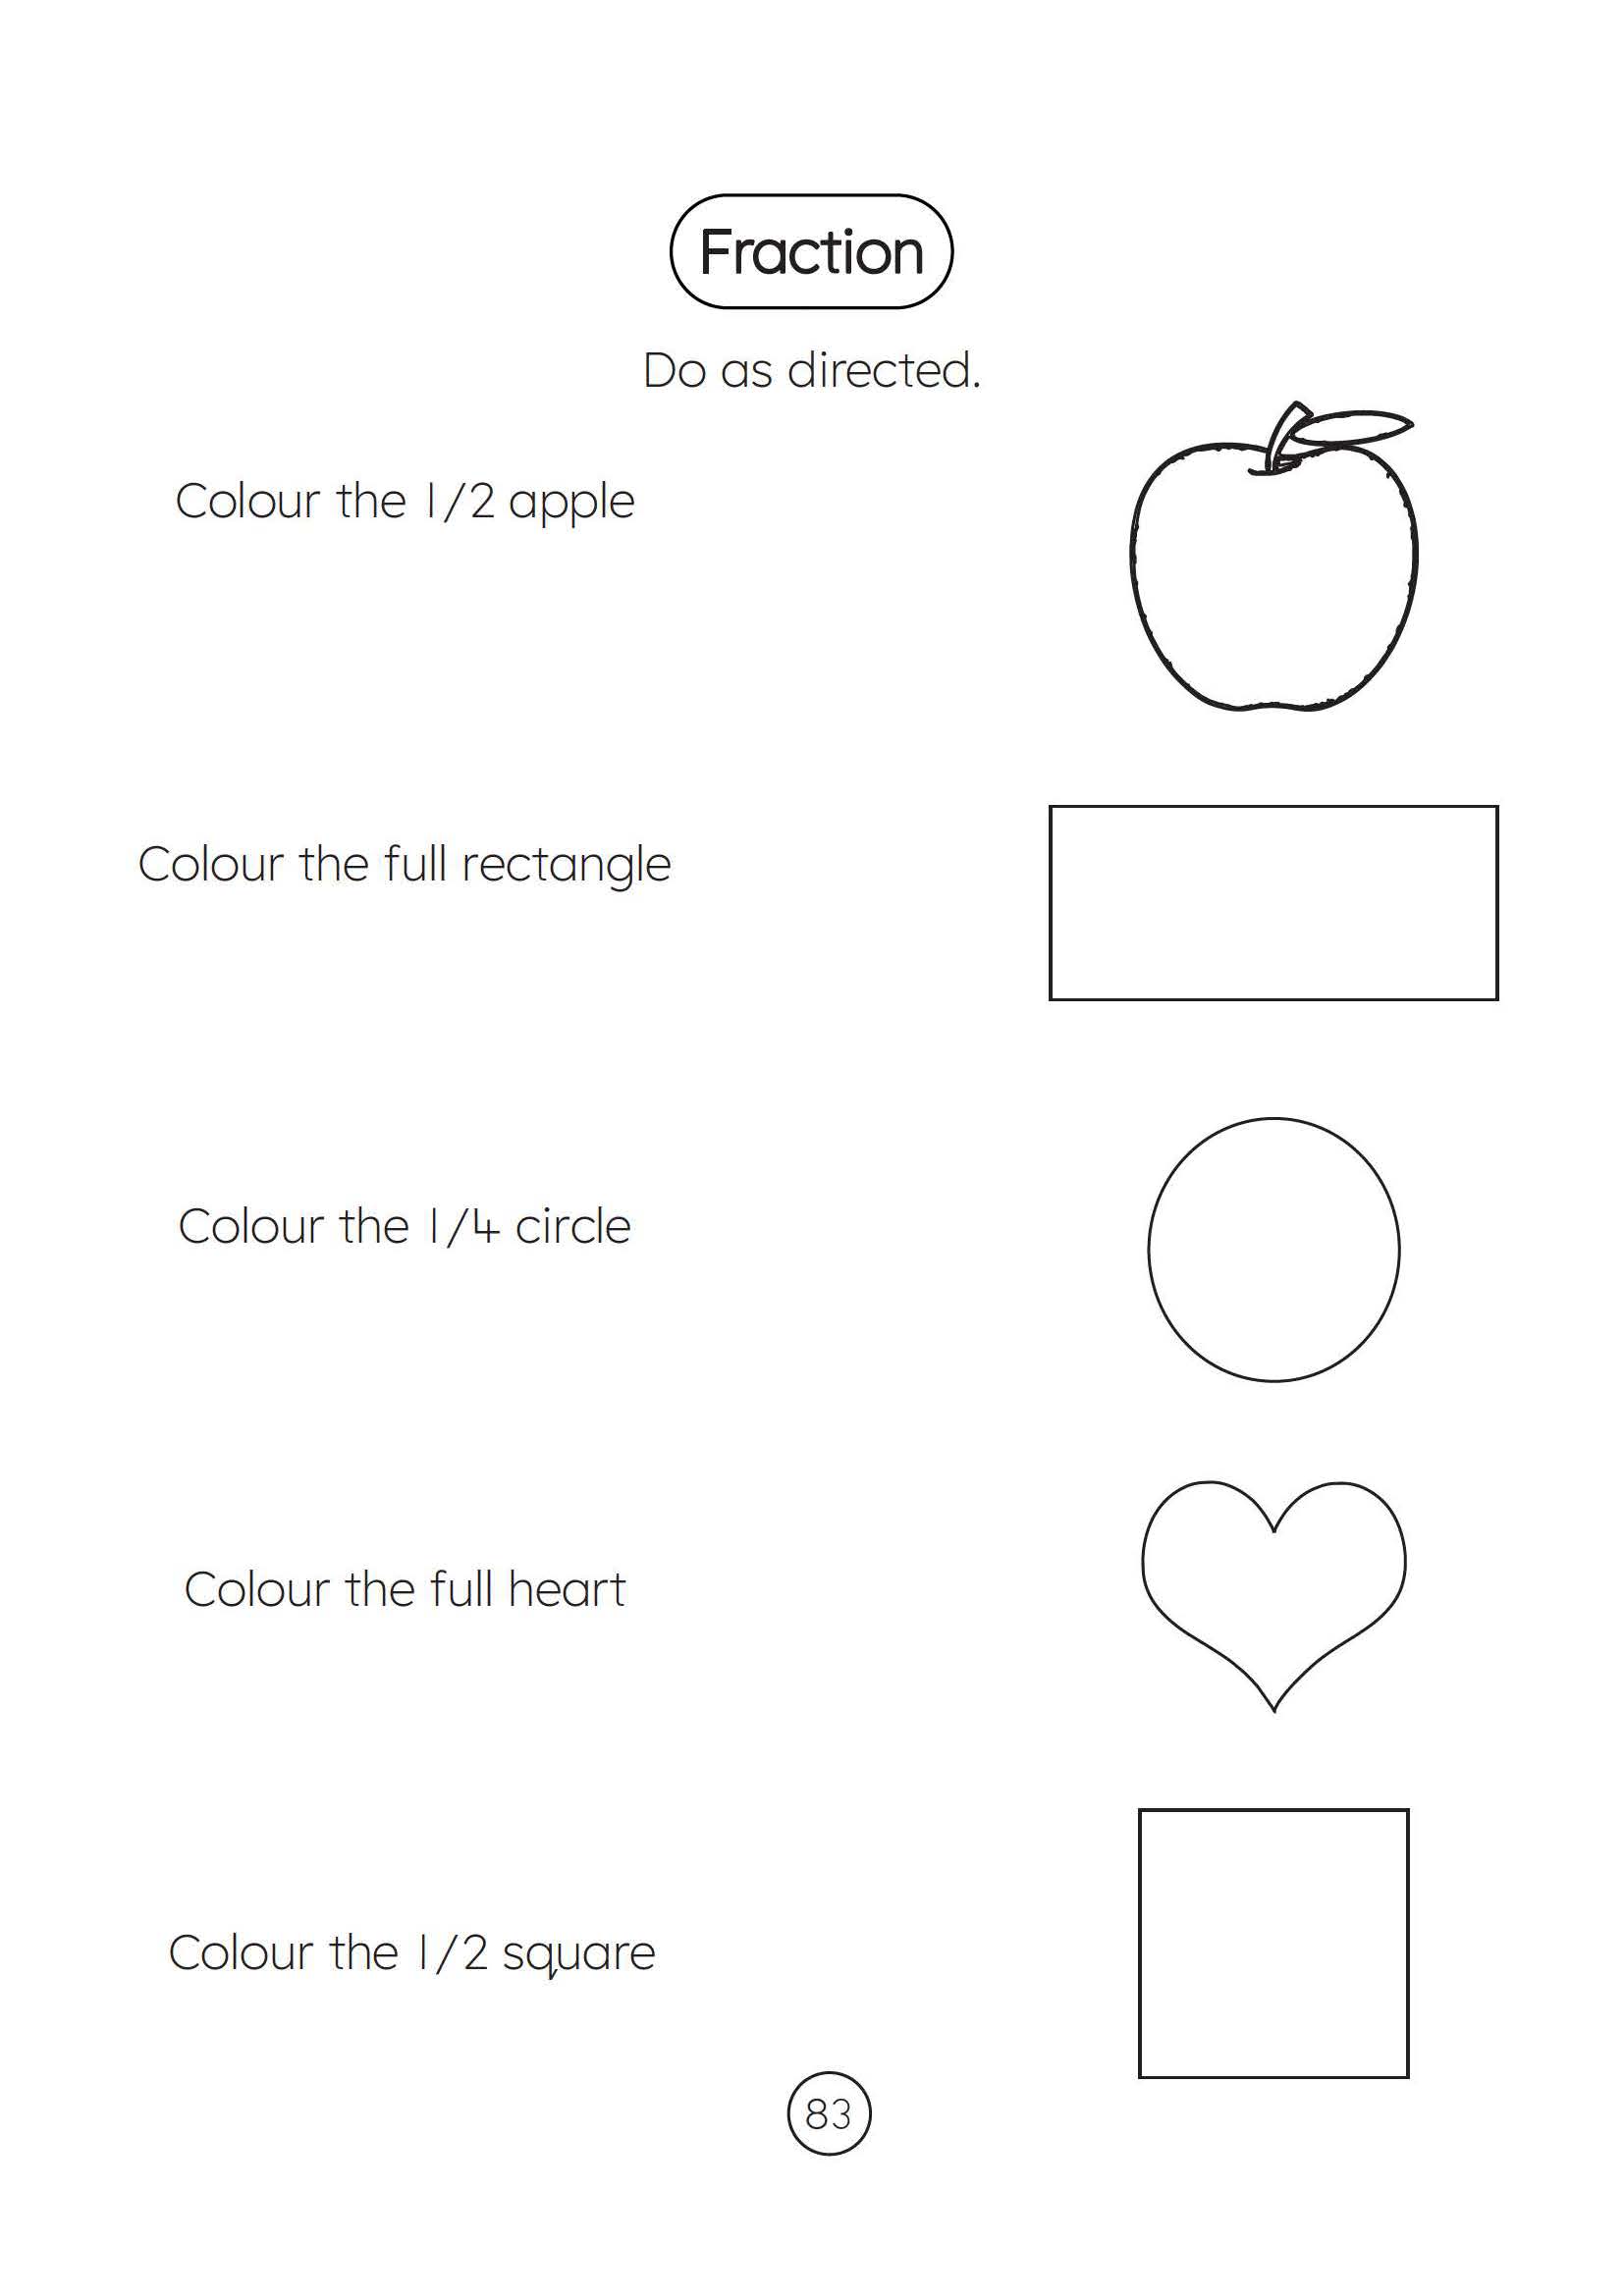 Fraction
Do as directed.
Colour the 1/2 apple
Colour the full rectangle
Colour the 1/4 circle
Colour the full heart
Colour the 1/2 square
83